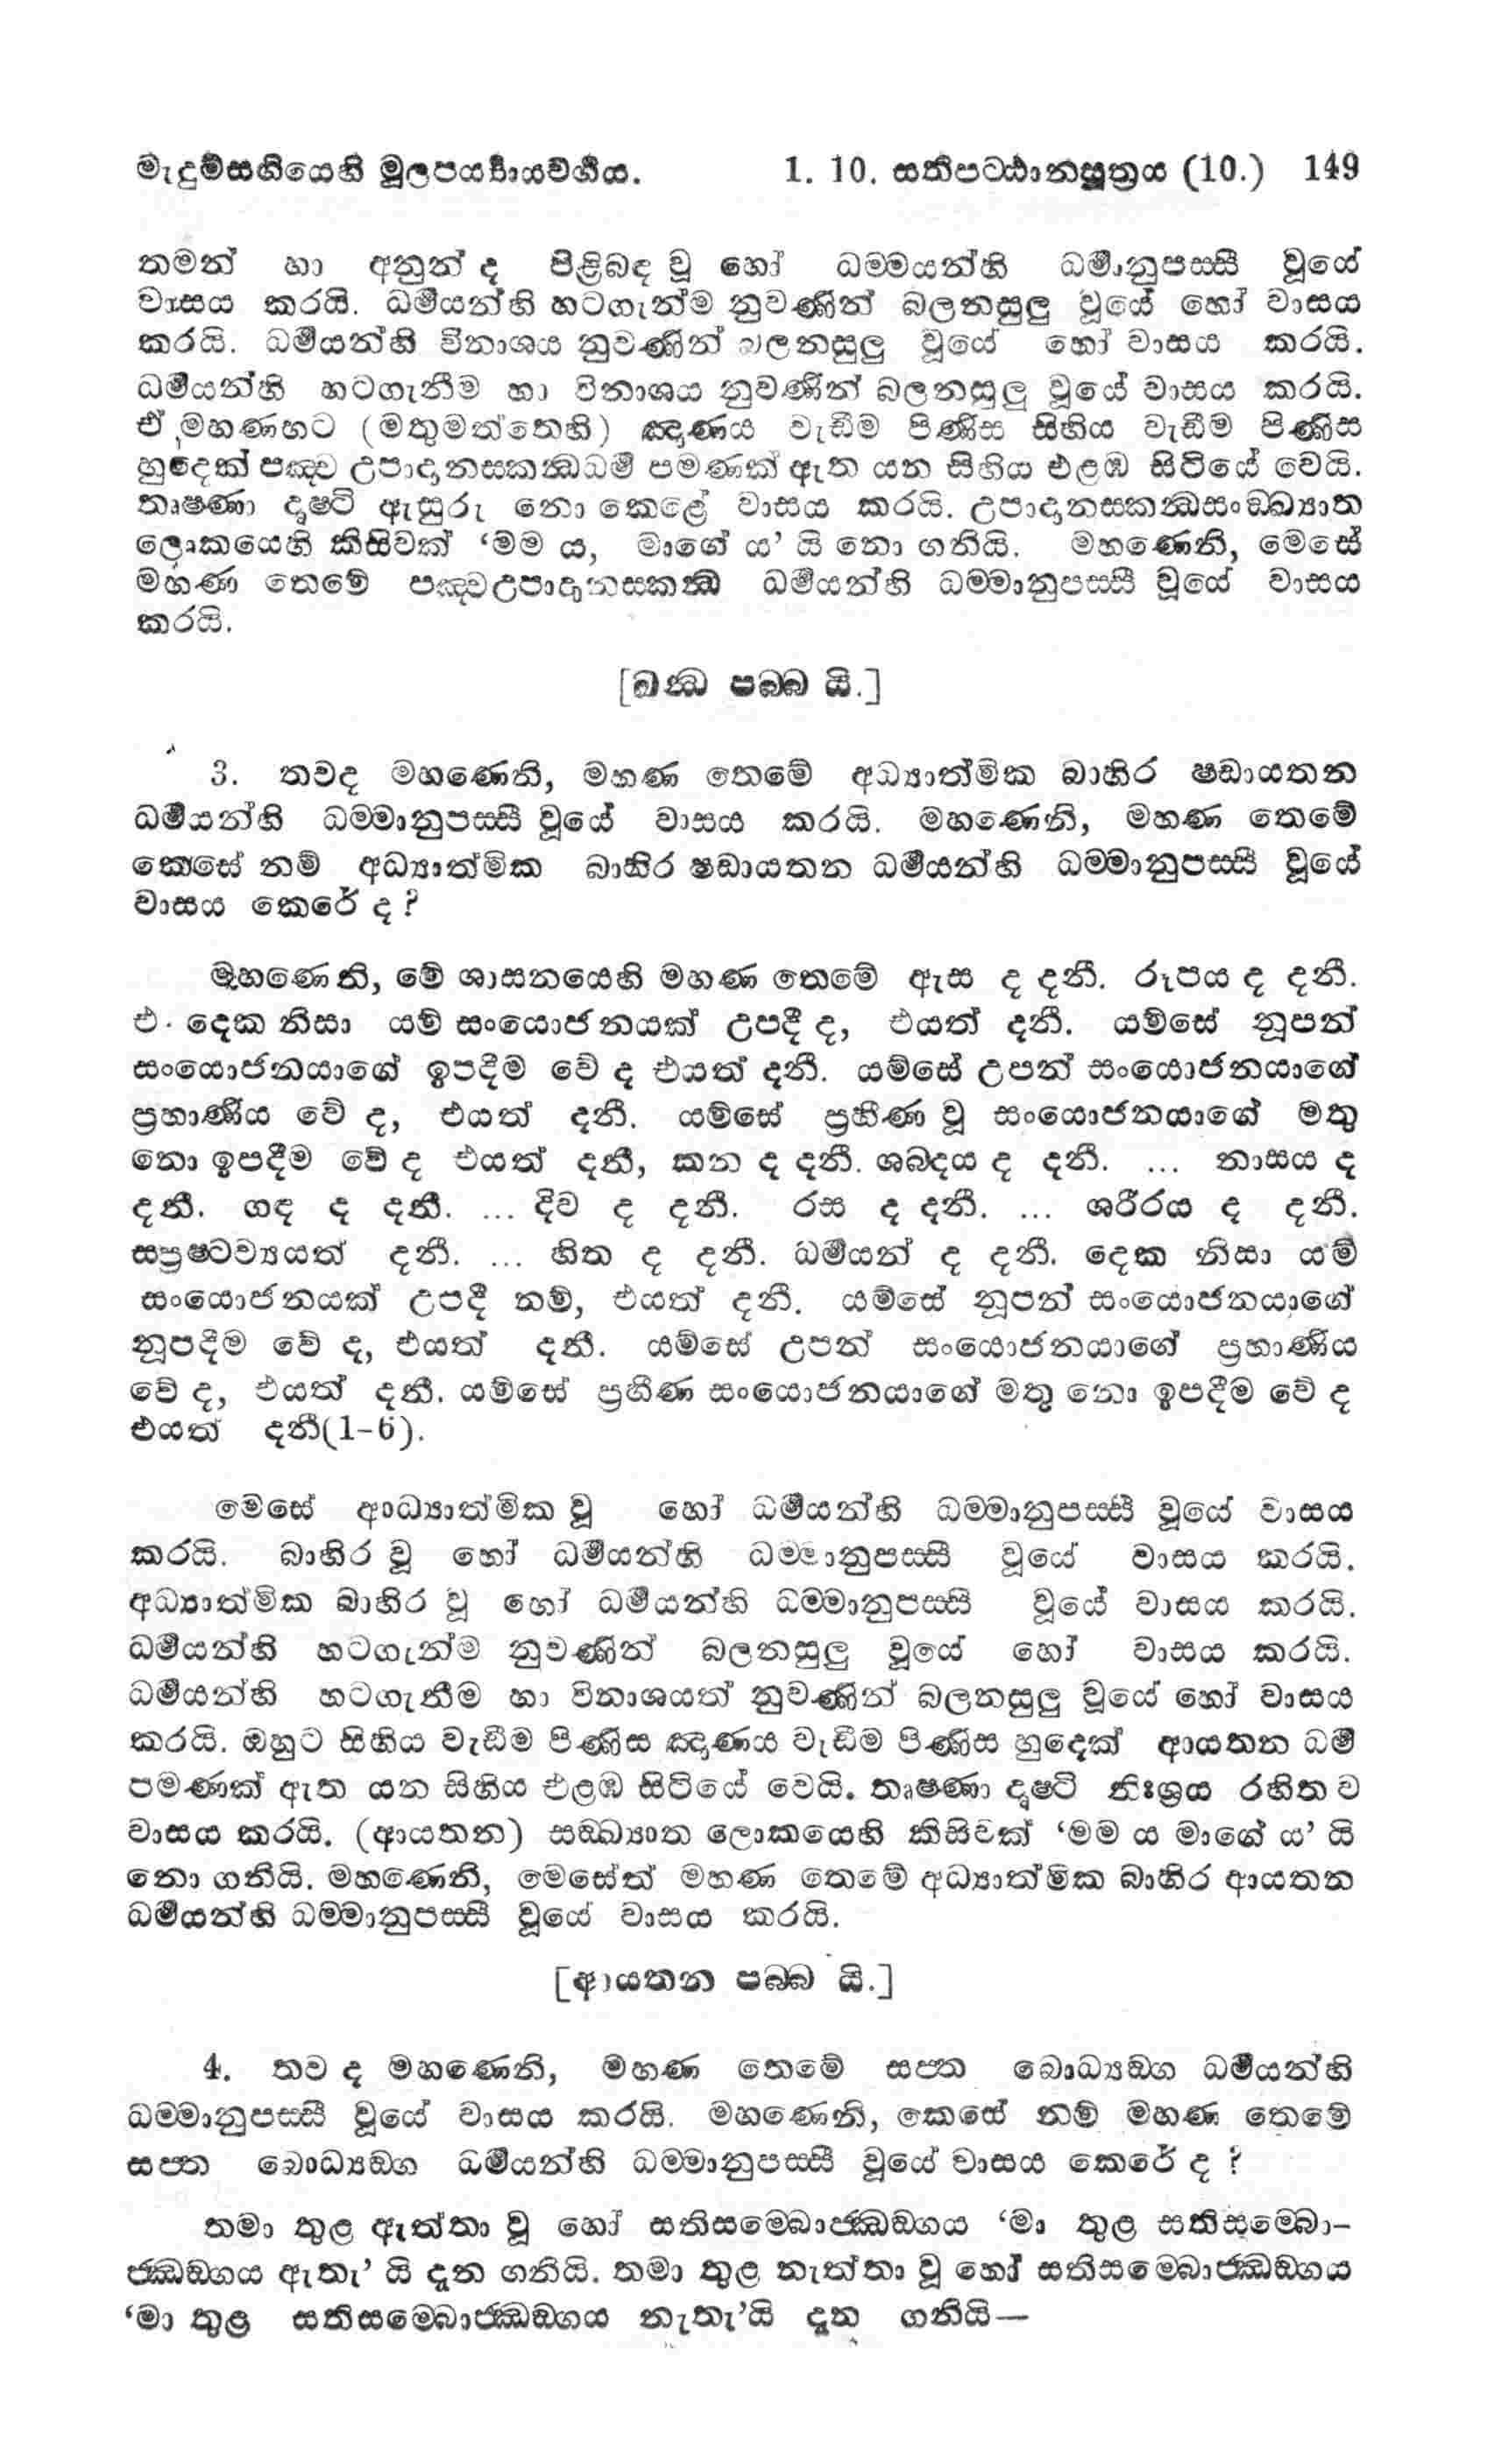 මැදුම්සඟියෙහි මූලපර්‍ය්‍යායවර්‍ගය. 1. 10. සතිපට්ඨානසූත්‍රය (10.) 149
තමන් හා අනුන් ද පිළිබඳ වූ හෝ ධම්මයන්හි ධර්‍මානුපස්සී වූයේ
වාසය කරයි. ධර්‍මයන්හි හටගැන්ම නුවණින් බලනසුලු වූයේ හෝ වාසය
කරයි. ධර්‍මයන්හි විනාශය නුවණින් බලනසුලු වූයේ හෝ වාසය කරයි.
ධර්‍මයන්හි හටගැනීම හා විනාශය නුවණින් බලනසුලු වූයේ වාසය කරයි.
ඒ මහණහට (මතුමත්තෙහි) ඤාණය වැඩීම පිණිස සිහිය වැඩීම පිණිස
හුදෙක් පඤ්ච උපාදානස්කන්‍ධධර්‍ම පමණක් ඇත යන සිහිය එළඹ සිටියේ වෙයි.
තෘෂ්ණා දෘෂ්ටි ඇසුරු නො කෙළේ වාසය කරයි. උපාදානස්කන්‍ධසංඛ්‍යාත
ලොකයෙහි කිසිවක් ‘මම ය, මාගේ ය’ යි නො ගනියි. මහණෙනි, මෙසේ
මහණ තෙමේ පඤ්චඋපාදානස්කන්‍ධ ධර්‍මයන්හි ධම්මානුපස්සී වූයේ වාසය
කරයි.
[ඛන්‍ධ පබ්බ යි.]
3. තවද මහණෙනි, මහණ තෙමේ අධ්‍යාත්මික බාහිර ෂඩායතන
ධර්‍මයන්හි ධම්මානුපස්සී වූයේ වාසය කරයි. මහණෙනි, මහණ තෙමේ
කෙසේ නම් අධ්‍යාත්මික බාහිර ෂඩායතන ධර්‍මයන්හි ධම්මානුපස්සී වූයේ
වාසය කෙරේ ද?
මහණෙනි, මේ ශාසනයෙහි මහණ තෙමේ ඇස ද දනී. රූපය ද දනී.
එ දෙක නිසා යම් සංයොජනයක් උපදී ද, එයත් දනී. යම්සේ නූපන්
සංයොජනයාගේ ඉපදීම වේ ද එයත් දනී. යම්සේ උපන් සංයොජනයාගේ
ප්‍රහාණිය වේ ද, එයත් දනී. යම්සේ ප්‍රහීණ වූ සංයොජනයාගේ මතු
නො ඉපදීම වේ ද එයත් දනී, කන ද දනී. ශබ්දය ද දනී. ... නාසය ද
දනී. ගඳ ද දනී. ... දිව ද දනී. රස ද දනී. ... ශරීරය ද දනී.
ස්ප්‍රෂ්ටව්‍යයත් දනී. ... හිත ද දනී. ධර්‍මයන් ද දනී. දෙක නිසා යම්
සංයොජනයක් උපදී නම්, එයත් දනී. යම්සේ නූපන් සංයොජනයාගේ
නූපදීම වේ ද, එයත් දනී. යම්සේ උපන් සංයොජනයාගේ ප්‍රහාණිය
වේ ද, එයත් දනී. යම්සේ ප්‍රහීණ සංයොජනයාගේ මතු නො ඉපදීම වේ ද
එයත් දනී(1-6).
මෙසේ ආධ්‍යාත්මික වූ හෝ ධර්‍මයන්හි ධම්මානුපස්සී වූයේ වාසය
කරයි. බාහිර වූ හෝ ධර්‍මයන්හි ධම්මානුපස්සී වූයේ වාසය කරයි.
අධ්‍යාත්මික බාහිර වූ හෝ ධර්‍මයන්හි ධම්මානුපස්සී වූයේ වාසය කරයි.
ධර්‍මයන්හි හටගැන්ම නුවණින් බලනසුලු වූයේ හෝ වාසය කරයි.
ධර්‍මයන්හි හටගැනීම හා විනාශයත් නුවණින් බලනසුලු වූයේ හෝ වාසය
කරයි. ඔහුට සිහිය වැඩීම පිණිස ඤාණය වැඩීම පිණිස හුදෙක් ආයතන ධර්‍ම
පමණක් ඇත යන සිහිය එළඹ සිටියේ වෙයි. තෘෂ්ණා දෘෂ්ටි නිඃශ්‍රය රහිත ව
වාසය කරයි. (ආයතන) සඞ්ඛ්‍යාත ලොකයෙහි කිසිවක් ‘මම ය මාගේ ය’ යි
නො ගනියි. මහණෙනි, මෙසේත් මහණ තෙමේ අධ්‍යාත්මික බාහිර ආයතන
ධර්‍මයන්හි ධම්මානුපස්සී වූයේ වාසය කරයි.
[ආයතන පබ්බ යි.]
4. තව ද මහණෙනි, මහණ තෙමේ සප්ත බොධ්‍යඞ්ග ධර්‍මයන්හි
ධම්මානුපස්සී වූයේ වාසය කරයි. මහණෙනි, කෙසේ නම් මහණ තෙමේ
සප්ත බොධ්‍යඞ්ග ධර්‍මයන්හි ධම්මානුපස්සී වූයේ වාසය කෙරේ ද ?
තමා තුළ ඇත්තා වූ හෝ සතිසම්බොජ්ඣඞ්ගය ‘මා තුළ සතිසම්බො-
ජ්ඣඞ්ගය ඇතැ’ යි දැන ගනියි. තමා තුළ නැත්තා වූ හෝ සතිසම්බොජ්ඣඞ්ගය
‘මා තුළ සතිසම්බොජ්ඣඞ්ගය නැතැ’යි දැන ගනියි—